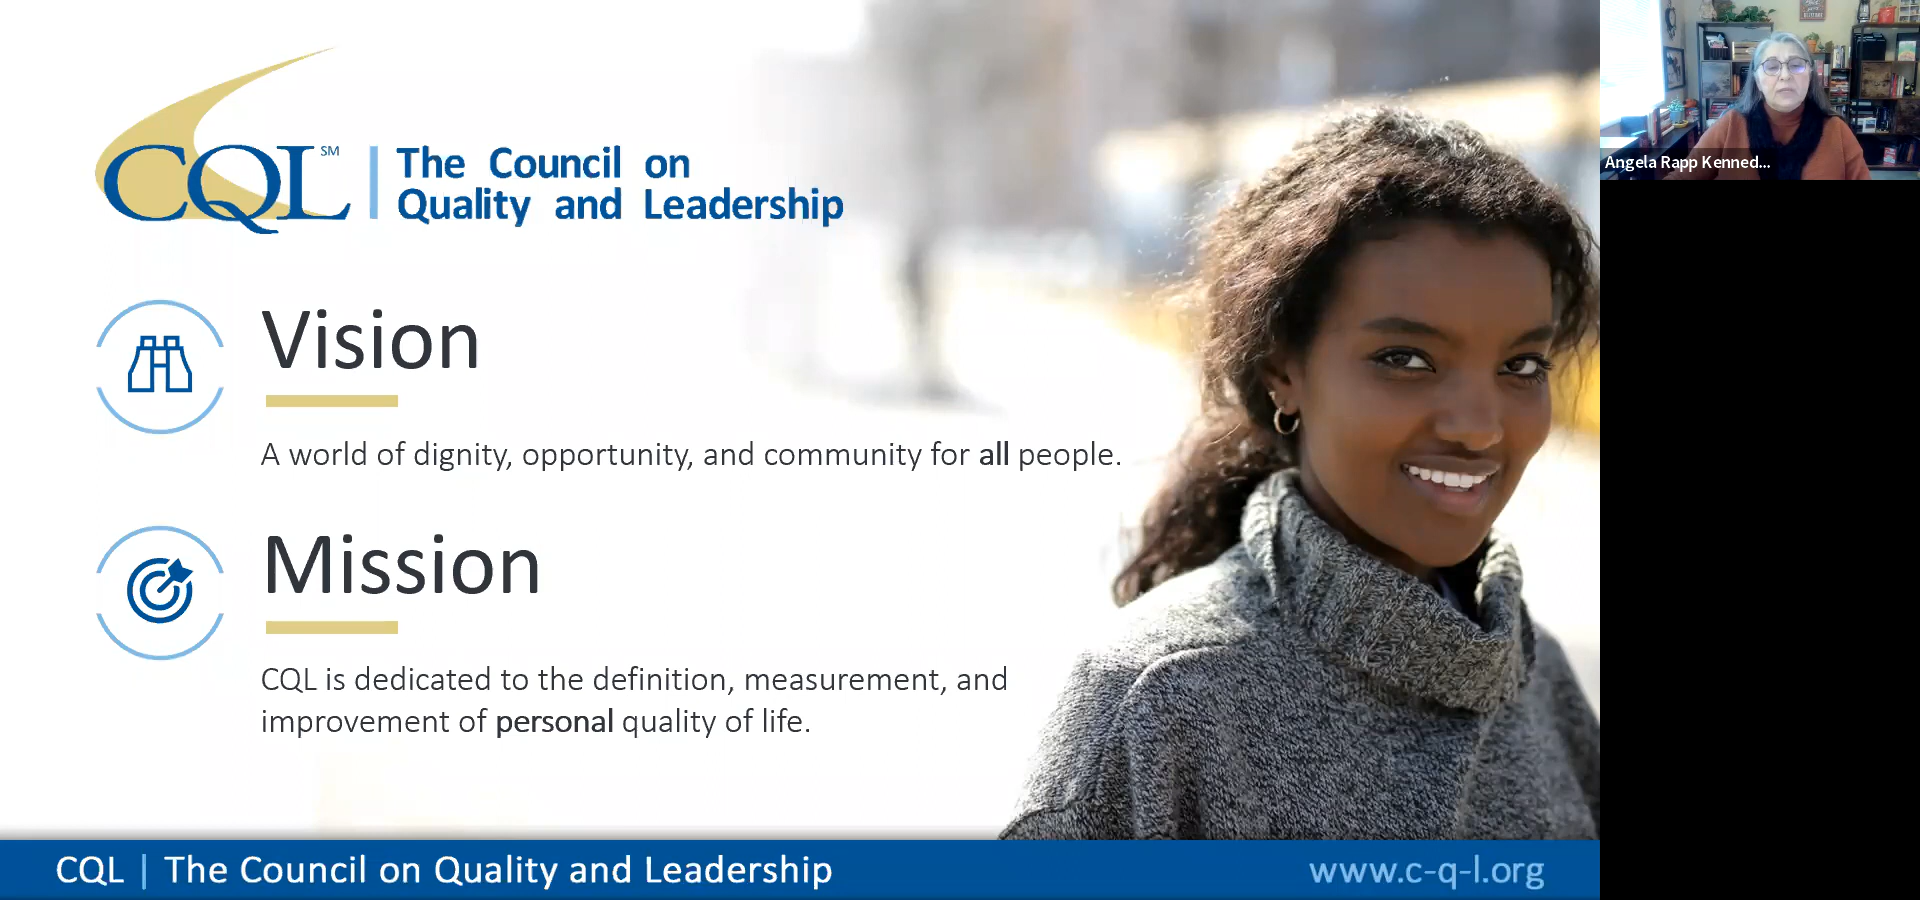 CQL SM
The Council on
Quality and Leadership
Vision
A world of dignity, opportunity, and community for all people.
Mission
CQL is dedicated to the definition, measurement, and
improvement of personal quality of life.
CQL | The Council on Quality and Leadership
www.c-q-l.org
Angela Rapp Kenned...